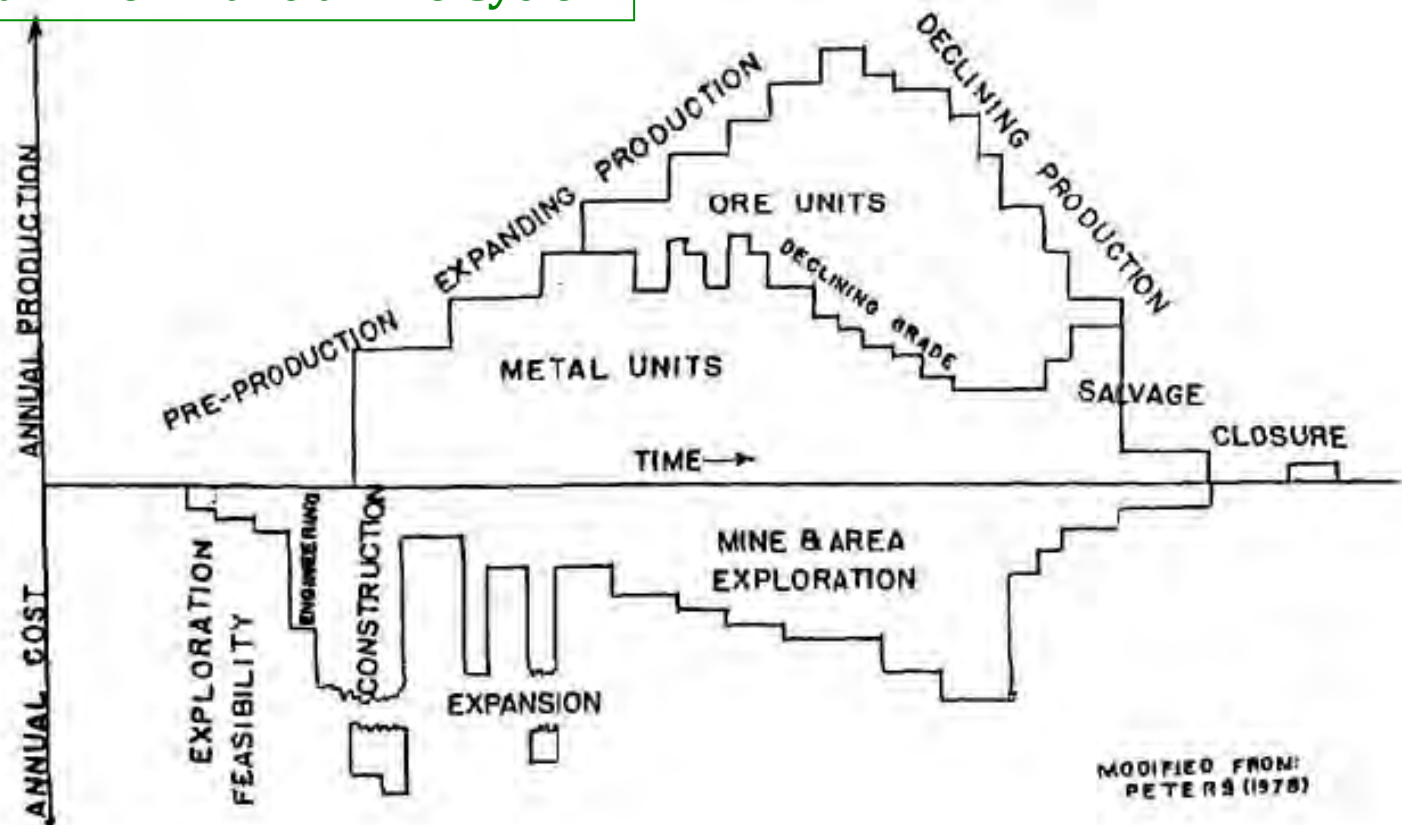 ANNUAL PRODUCTION
PRE-PRODUCTION
EXPANDING PRODUCTION
DECLINING PRODUCTION
ORE UNITS
DECLINING GRADE
METAL UNITS
SALVAGE
CLOSURE
TIME
ANNUAL COST
EXPLORATION
FEASIBILITY
ENGINEERING
CONSTRUCTION
EXPANSION
MINE & AREA
EXPLORATION
MODIFIED FROM:
PETERS (1978)